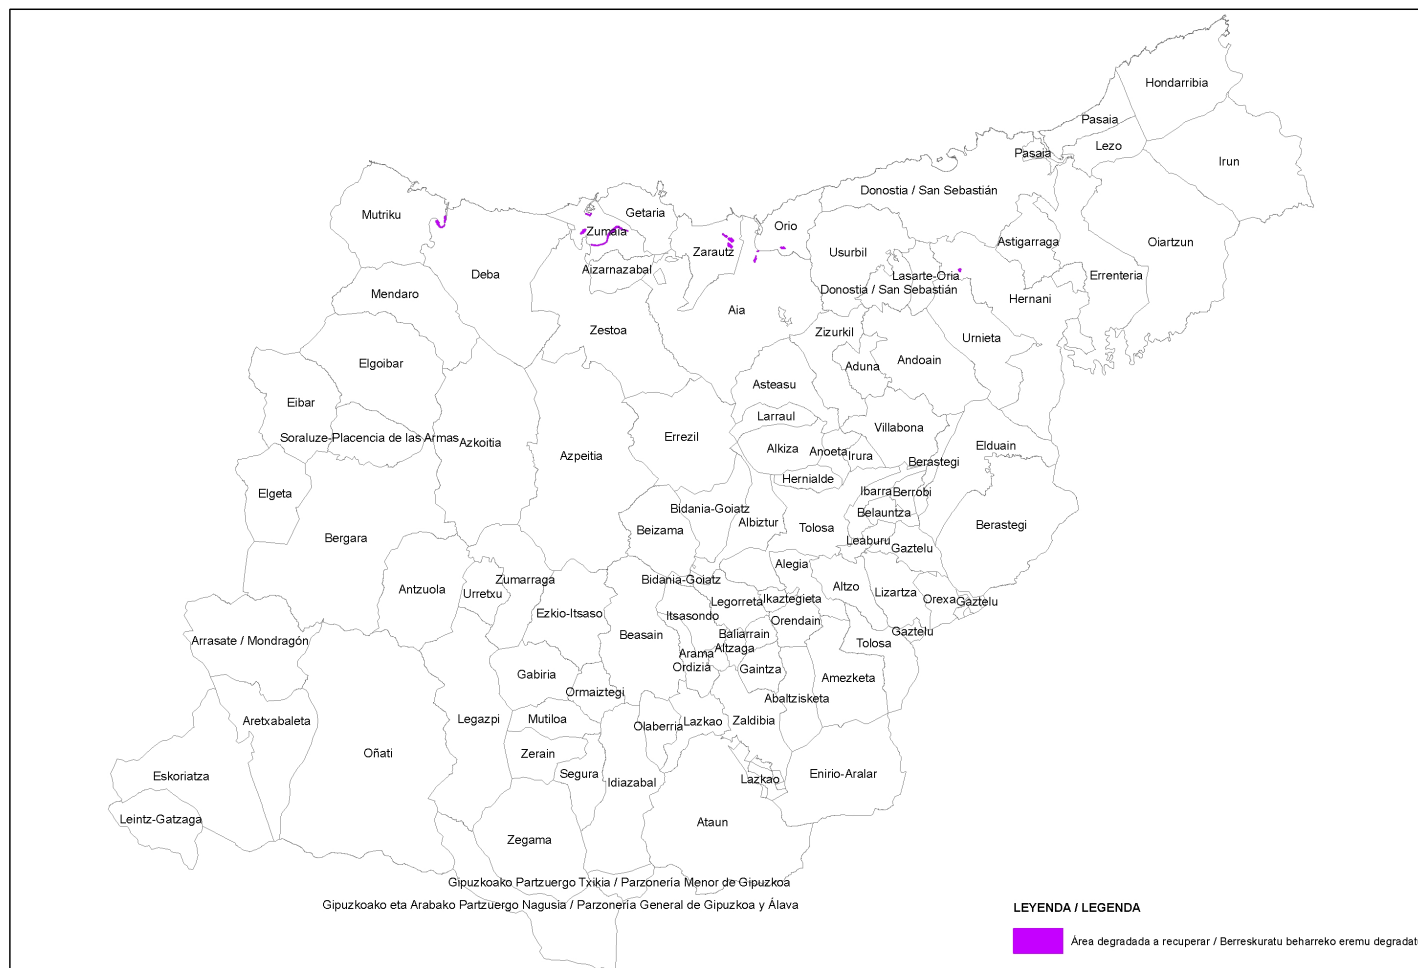 Hondarribia
Pasaia
Lezo
Pasaia
Irun
Donostia / San Sebastián
Mutriku
Getaria
Orio
Zumaia
Astigarraga
Oiartzun
Zarautz
Usurbil
Deba
Aizarnazabal
Lasarte-Oria
Errenteria
Donostia / San Sebastián
Mendaro
Hernani
Aia
Zestoa
Zizurkil
Urnieta
Elgoibar
Aduna
Andoain
Asteasu
Eibar
Larraul
Villabona
Soraluze-Placencia de las Armas
Azkoitia
Errezil
Elduain
Alkiza
Anoeta
Irura
Azpeitia
Berastegi
Hernialde
Elgeta
Ibarra
Berrobi
Bidania-Goiatz
Belauntza
Beizama
Albiztur
Tolosa
Berastegi
Bergara
Leaburu
Gaztelu
Alegia
Zumarraga
Bidania-Goiatz
Antzuola
Urretxu
Altzo
Lizartza
Legorreta
Ikaztegieta
Orexa
Gaztelu
Ezkio-Itsaso
Itsasondo
Orendain
Beasain
Baliarrain
Gaztelu
Arrasate / Mondragón
Altzaga
Tolosa
Arama
Ordizia
Gaintza
Gabiria
Amezketa
Ormaiztegi
Abaltzisketa
Aretxabaleta
Legazpi
Mutiloa
Olaberria
Lazkao
Zaldibia
Oñati
Zerain
Segura
Idiazabal
Lazkao
Enirio-Aralar
Eskoriatza
Leintz-Gatzaga
Ataun
Zegama
Gipuzkoako Partzuergo Txikia / Parzonería Menor de Gipuzkoa
Gipuzkoako eta Arabako Partzuergo Nagusia / Parzonería General de Gipuzkoa y Álava
LEYENDA / LEGENDA
Área degradada a recuperar / Berreskuratu beharreko eremu degradat